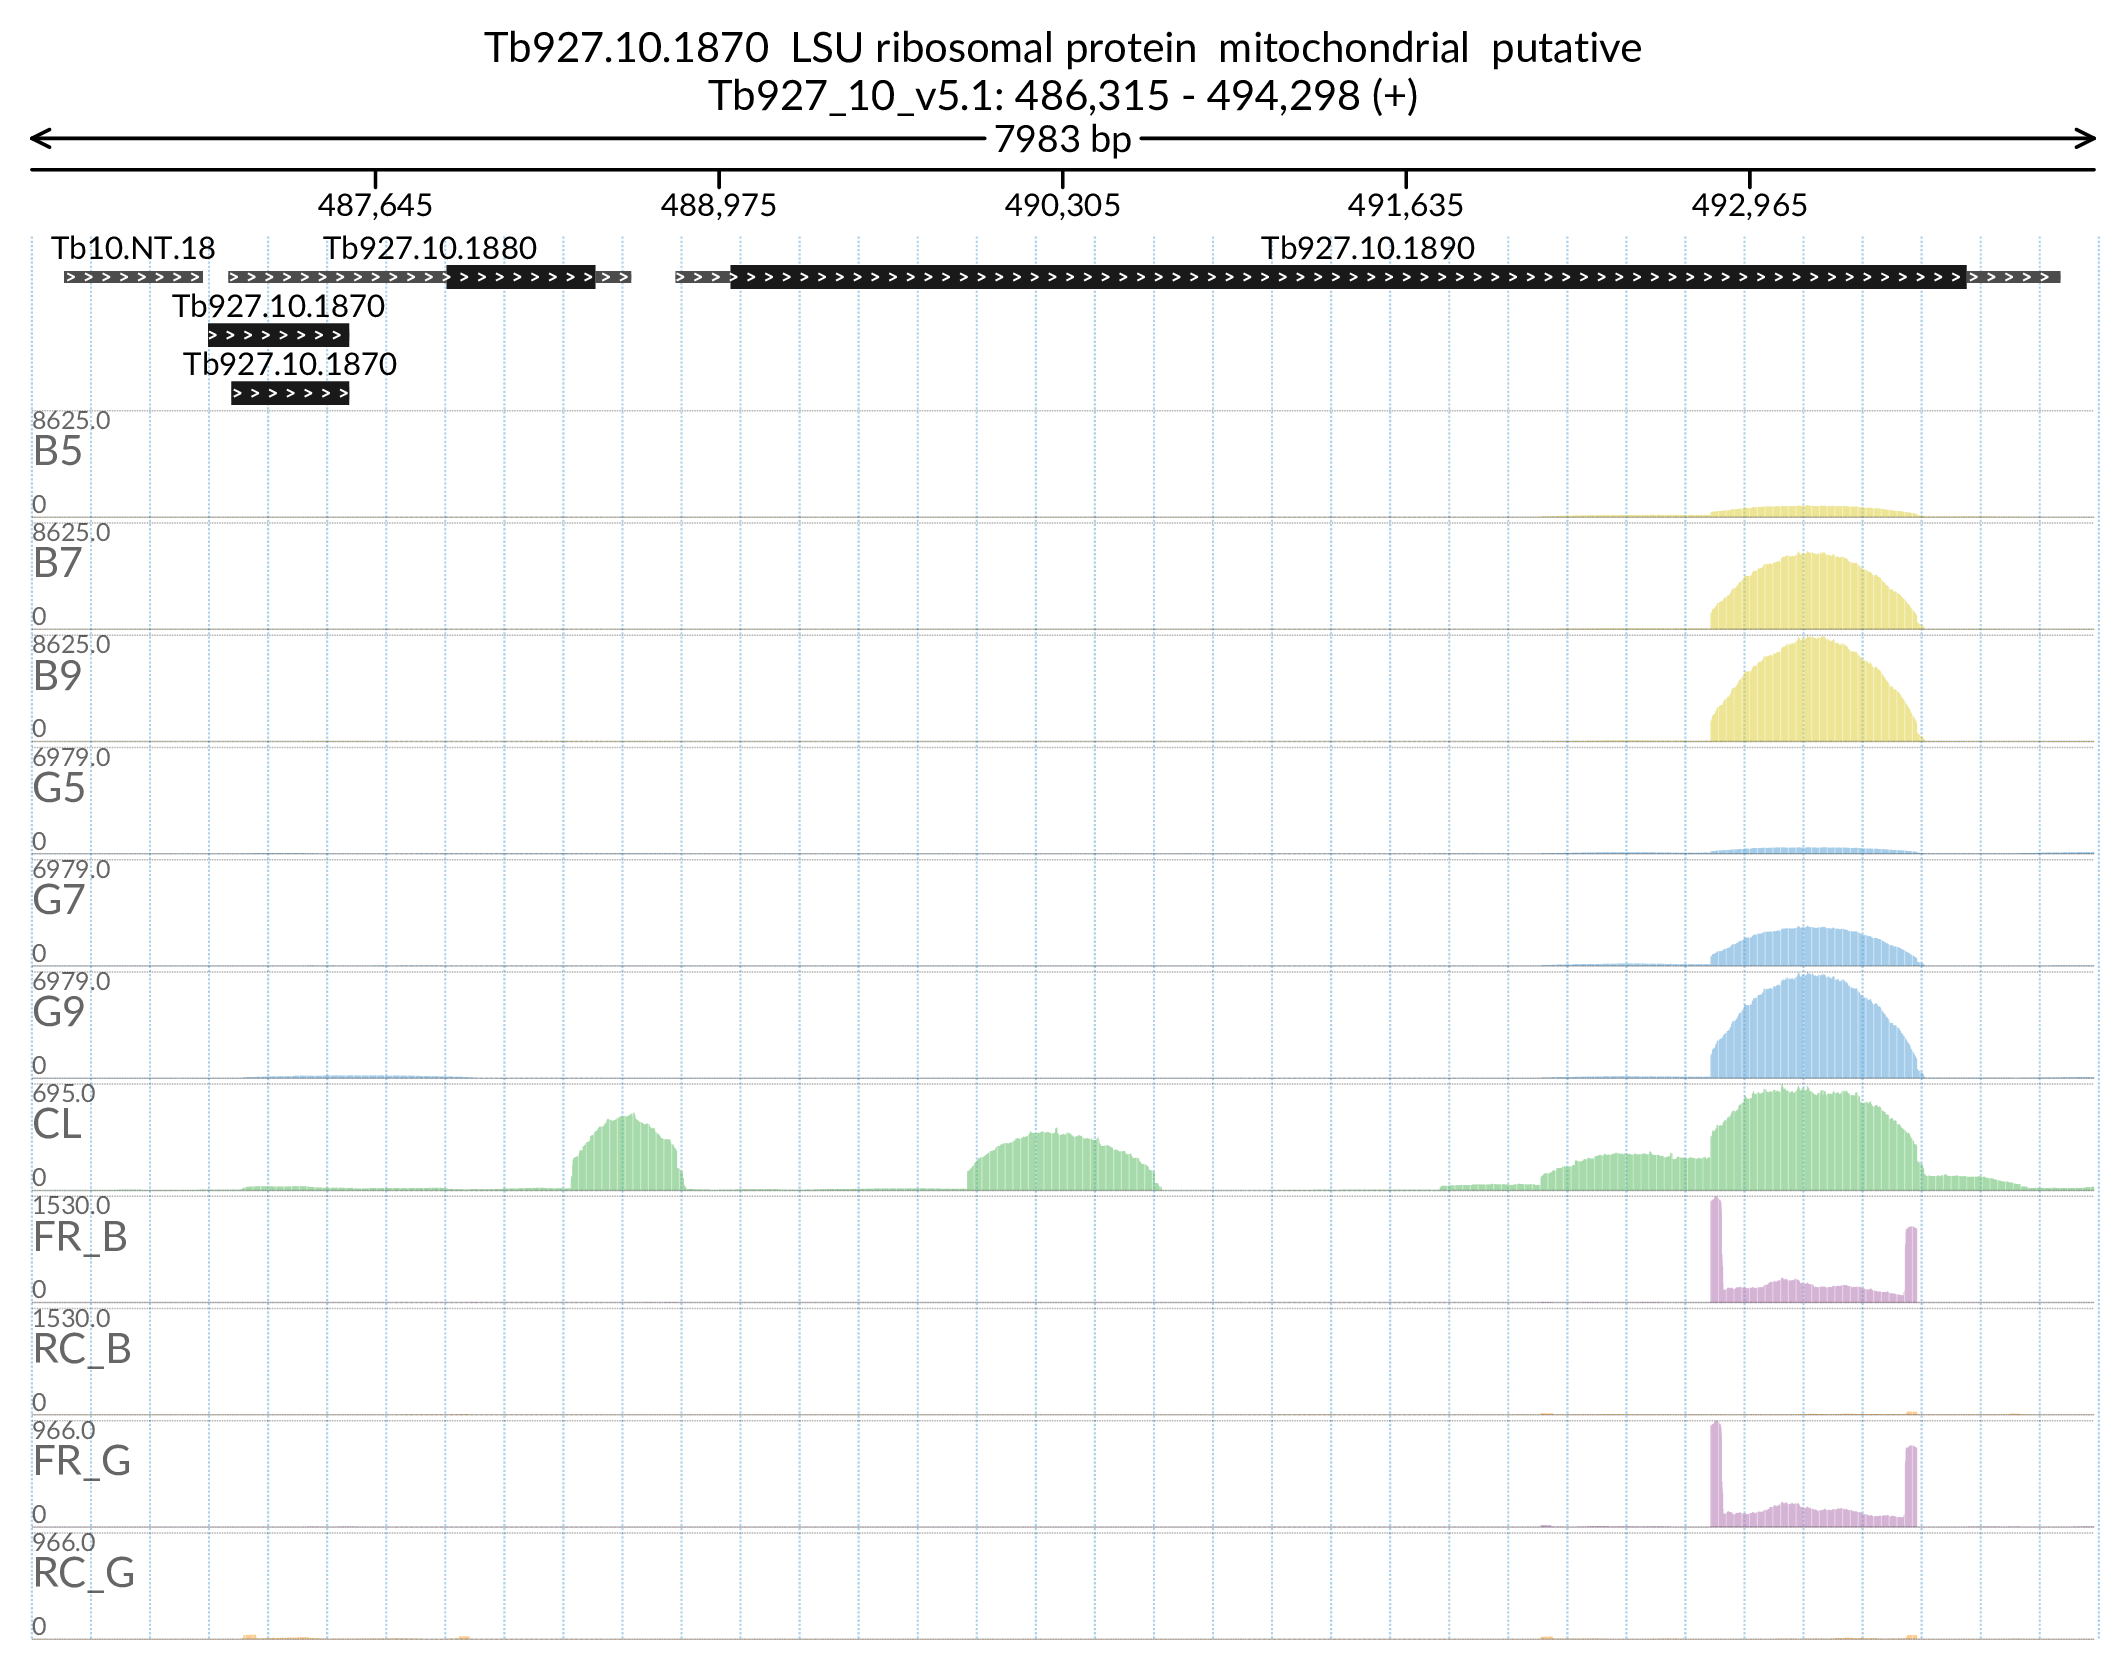 Tb927.10.1870  LSU ribosomal protein  mitochondrial  putative
Tb927_10_v5.1: 486,315 - 494,298 (+)
7983 bp
487,645 488,975 490,305 491,635 492,965
Tb10.NT.18 Tb927.10.1880 Tb927.10.1890
Tb927.10.1870
Tb927.10.1870
8625.0
B5
0
8625.0
B7
0
8625.0
B9
0
6979.0
G5
0
6979.0
G7
0
6979.0
G9
0
695.0
CL
0
1530.0
FR_B
0
1530.0
RC_B
0
966.0
FR_G
0
966.0
RC_G
0